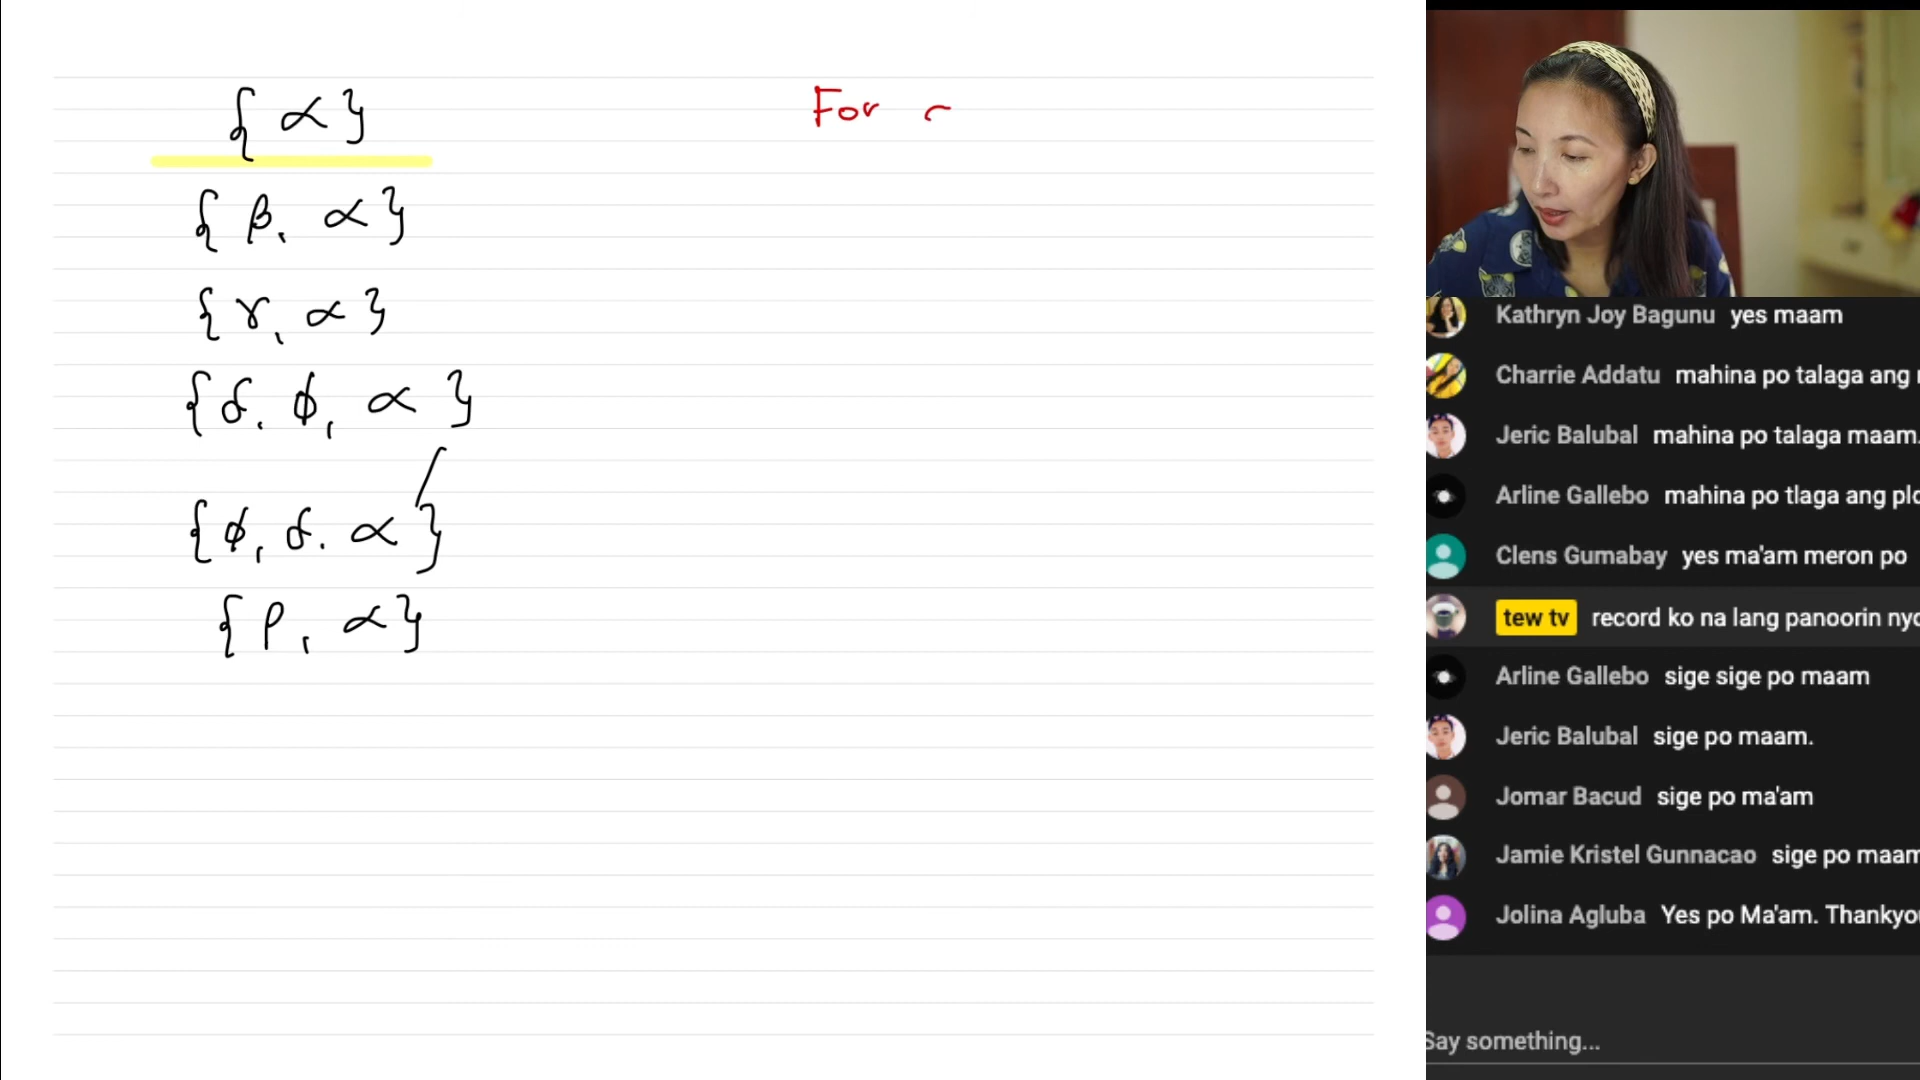 { α }
For
{ β, α }
{ γ, α }
{ δ, ϕ, α }
{ ϕ, δ, α }
{ ρ, α }
Kathryn Joy Bagunu yes maam
Charrie Addatu mahina po talaga ang
Jeric Balubal mahina po talaga maam.
Arline Gallebo mahina po tlaga ang
Clens Gumabay yes ma'am meron po
tew tv record ko na lang panoorin
Arline Gallebo sige sige po maam
Jeric Balubal sige po maam.
Jomar Bacud sige po ma'am
Jamie Kristel Gunnacao sige po maam
Jolina Agluba Yes po Ma'am.
Say something...